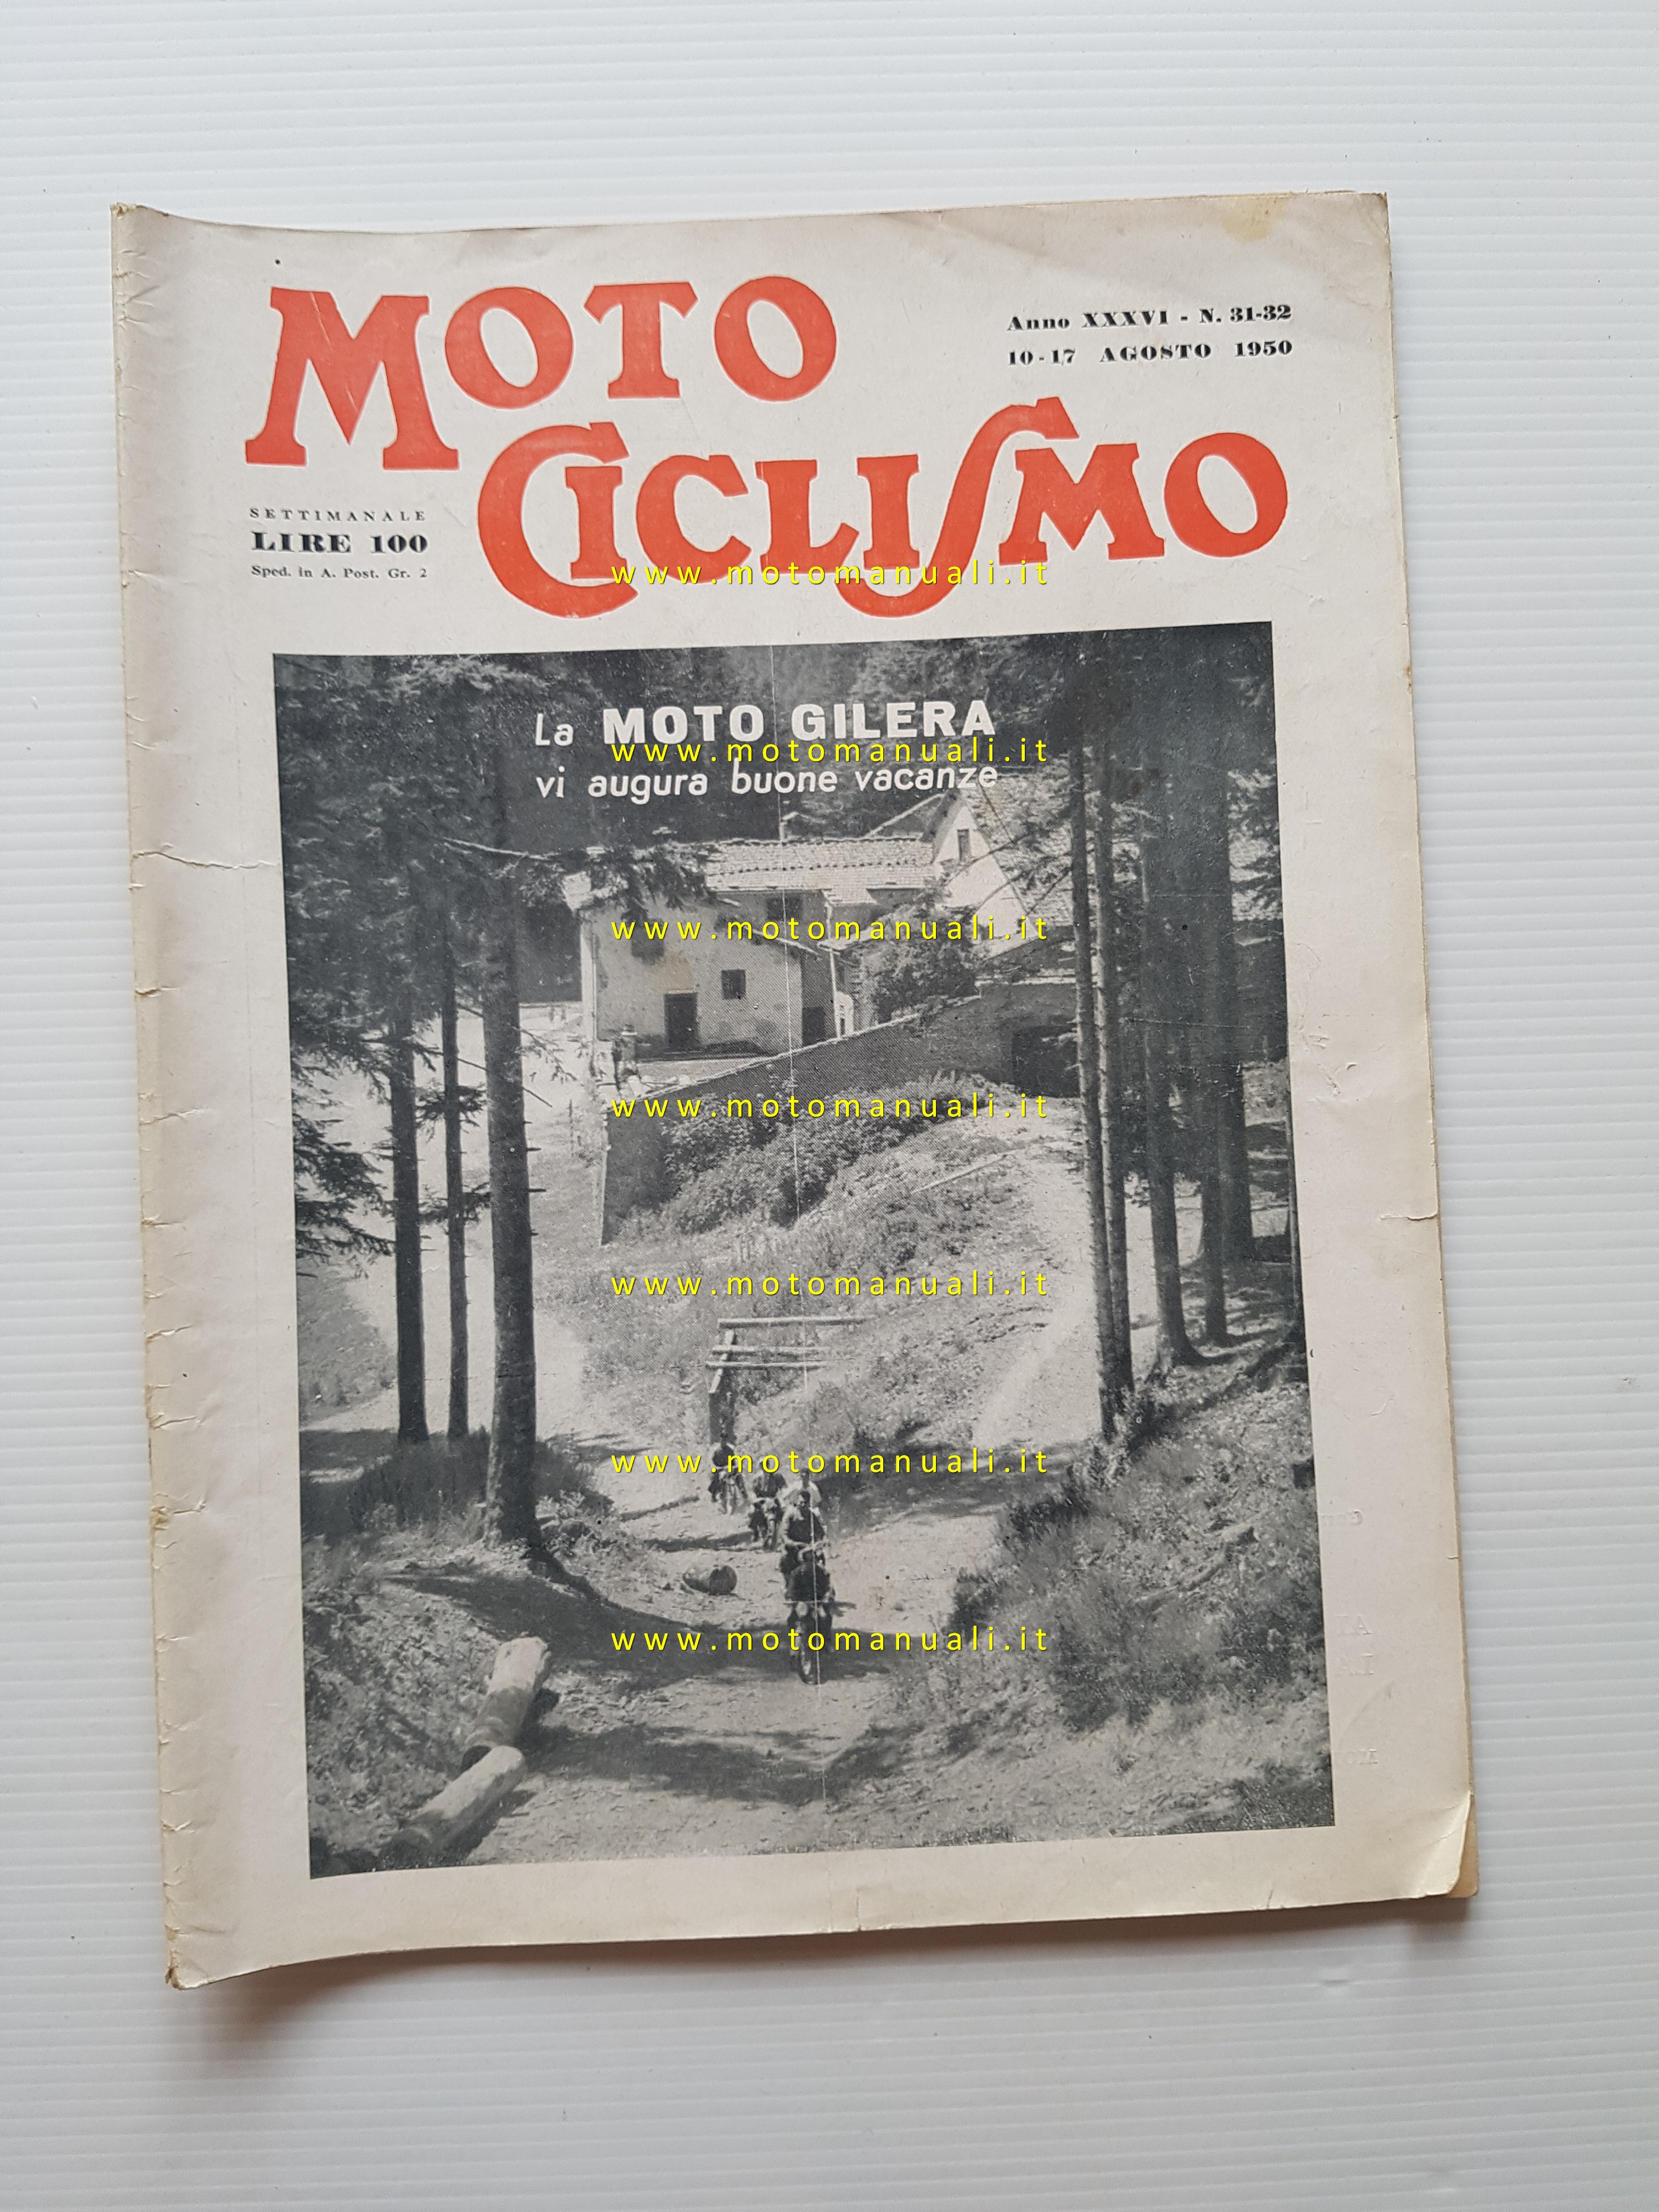 MOTO
CICLISMO
Anno XXXVI - N. 31-32
10-17 AGOSTO 1950
SETTIMANALE
LIRE 100
Sped. in A. Post. Gr. 2
www.motomanuali.it
La MOTO GILERA
www.motomanuali.it
vi augura buone vacanze
www.motomanuali.it
www.motomanuali.it
www.motomanuali.it
www.motomanuali.it
www.motomanuali.it